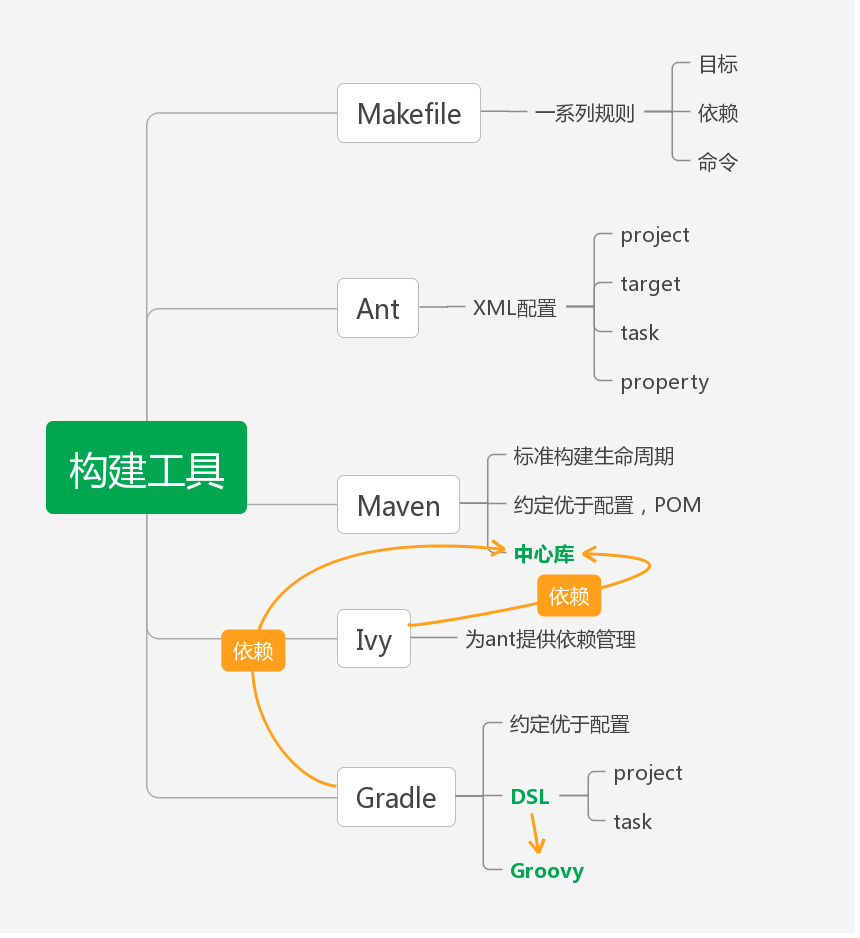 构建工具
Makefile
一系列规则
目标
依赖
命令
Ant
XML配置
project
target
task
property
Maven
标准构建生命周期
约定优于配置，POM
中心库
依赖
Ivy
为ant提供依赖管理
依赖
Gradle
约定优于配置
DSL
project
task
Groovy